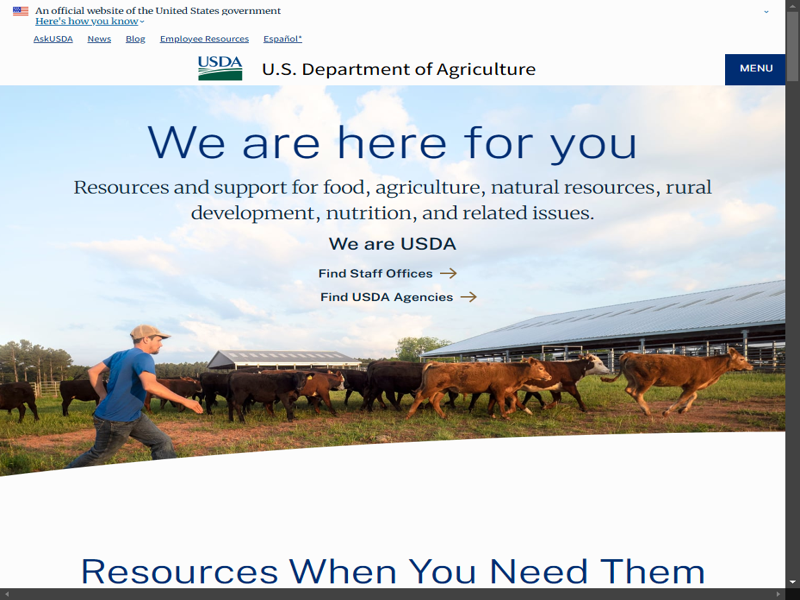 An official website of the United States government
Here's how you know
AskUSDA News Blog Employee Resources Español*
USDA U.S. Department of Agriculture
MENU
We are here for you
Resources and support for food, agriculture, natural resources, rural
development, nutrition, and related issues.
We are USDA
Find Staff Offices
Find USDA Agencies
Resources When You Need Them